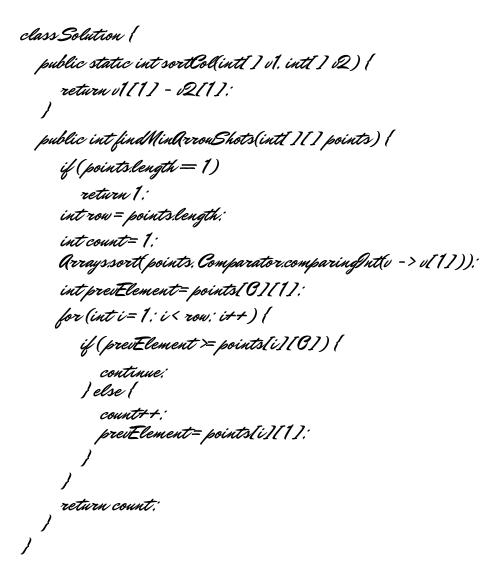 class Solution {
public static int sortCol(int[] v1, int[] v2) {
return v1[1] - v2[1];
}
public int findMinArrowShots(int[][] points) {
if (points.length == 1)
return 1;
int row = points.length;
int count = 1;
Arrays.sort(points, Comparator.comparingInt(v -> v[1]));
int prevElement = points[0][1];
for (int i = 1; i < row; i++) {
if (prevElement >= points[i][0]) {
continue;
} else {
count++;
prevElement = points[i][1];
}
}
return count;
}
}